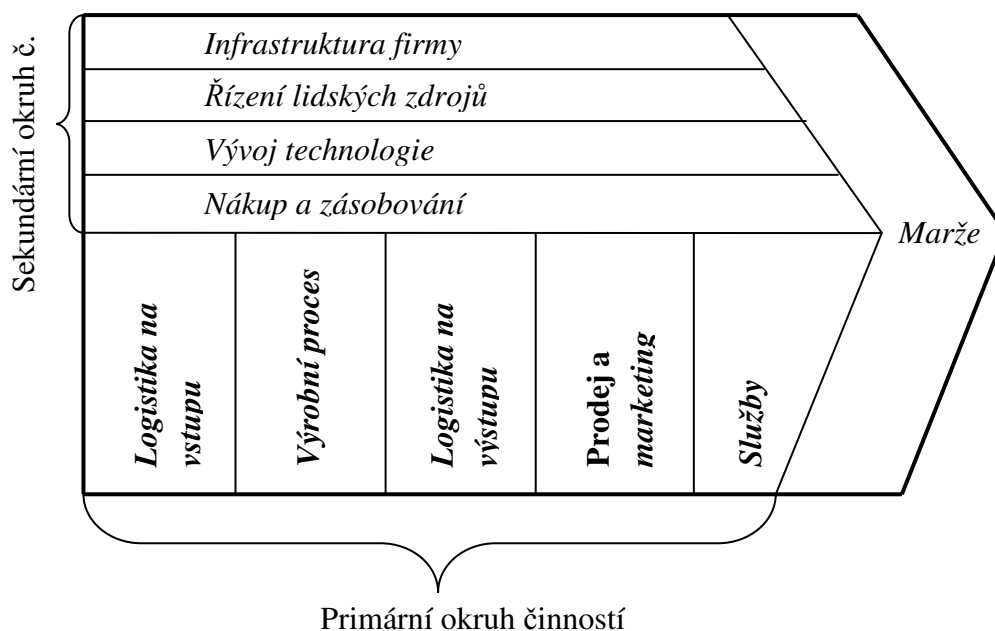 Sekundární okruh č.
Infrastruktura firmy
Řízení lidských zdrojů
Vývoj technologie
Nákup a zásobování
Marže
Logistika na
vstupu
Výrobní proces
Logistika na
výstupu
Prodej a
marketing
Služby
Primární okruh činností